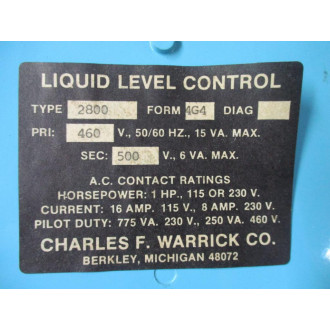 LIQUID LEVEL CONTROL
TYPE 2800 FORM 4G4 DIAG
PRI: 460 V., 50/60 HZ., 15 VA. MAX.
SEC: 500 V., 6 VA. MAX.
A.C. CONTACT RATINGS
HORSEPOWER: 1 HP., 115 OR 230 V.
CURRENT: 16 AMP. 115 V., 8 AMP. 230 V.
PILOT DUTY: 775 VA. 230 V., 250 VA. 460 V.
CHARLES F. WARRICK CO.
BERKLEY, MICHIGAN 48072